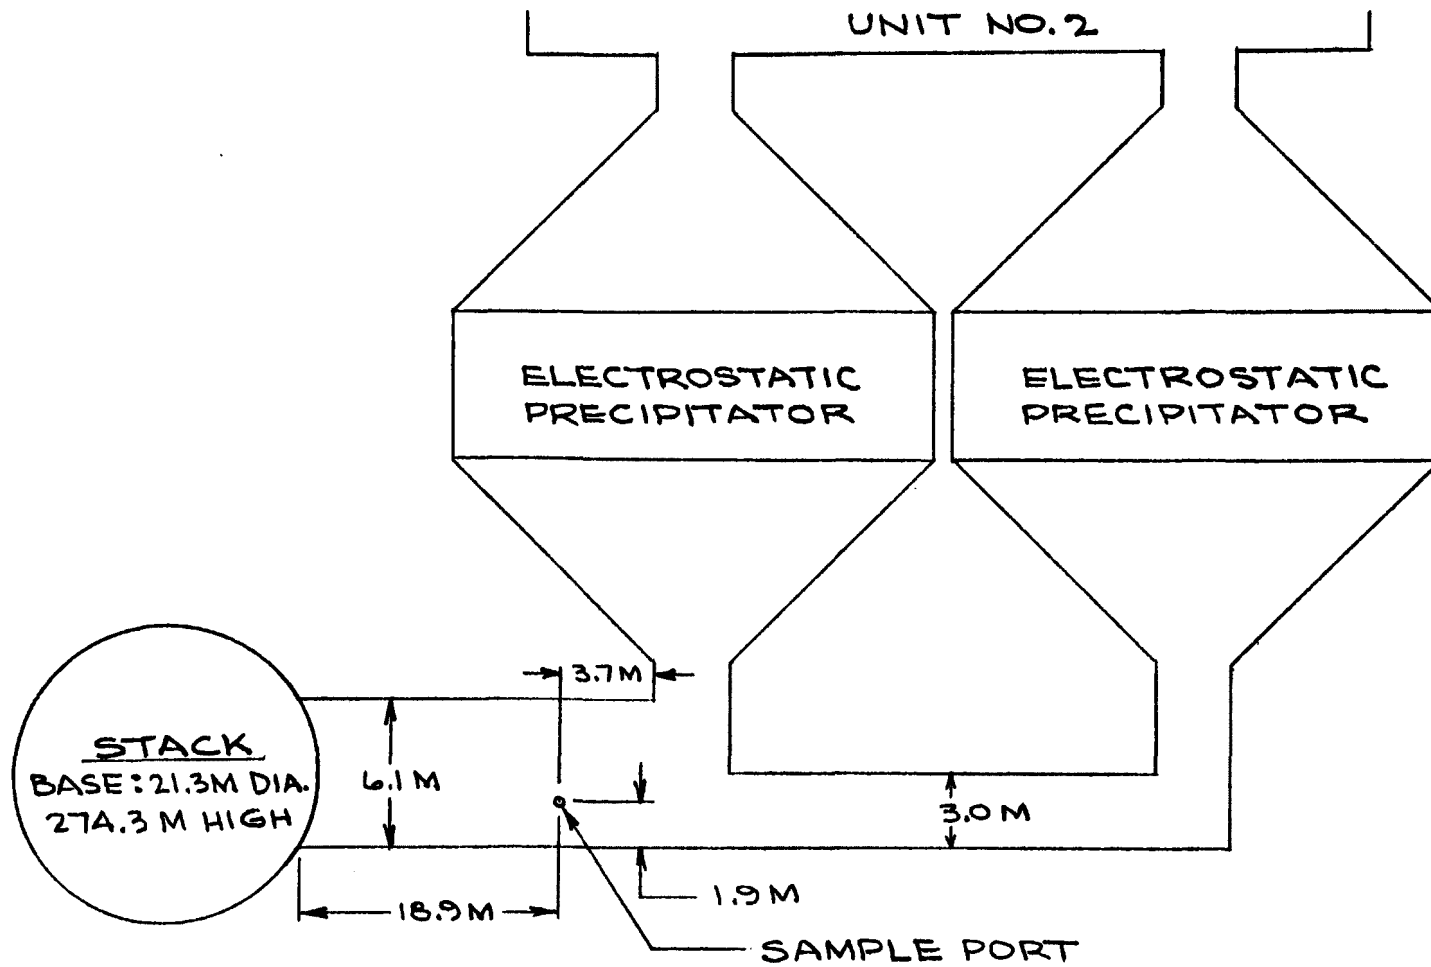 UNIT NO.2
ELECTROSTATIC
PRECIPITATOR
ELECTROSTATIC
PRECIPITATOR
3.7M
STACK
BASE: 21.3M DIA.
274.3 M HIGH
6.1 M
3.0 M
1.9 M
18.9 M
SAMPLE PORT